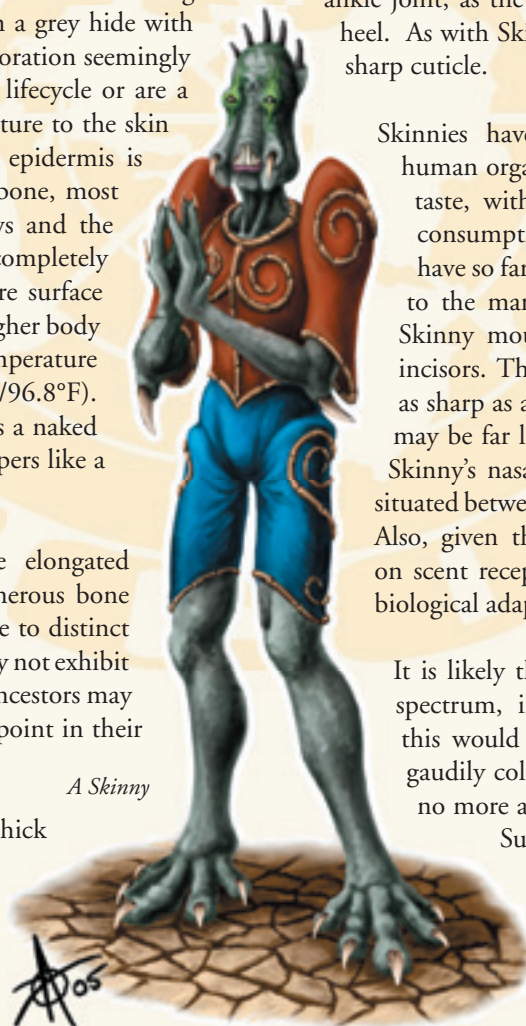 n a grey hide with
oration seemingly
lifecycle or are a
ture to the skin
epidermis is
bone, most
ys and the
completely
re surface
gher body
mperature
/96.8°F).
s a naked
pers like a
e elongated
nerous bone
e to distinct
y not exhibit
ncestors may
point in their
A Skinny
hick
ankle joint, as the
heel. As with Ski
sharp cuticle.
Skinnies have
human orga
taste, with
consumpt
have so far
to the mar
Skinny mou
incisors. Th
as sharp as a
may be far l
Skinny's nasa
situated betwe
Also, given th
on scent recep
biological adap
It is likely th
spectrum, i
this would
gaudily col
no more a
Su
05